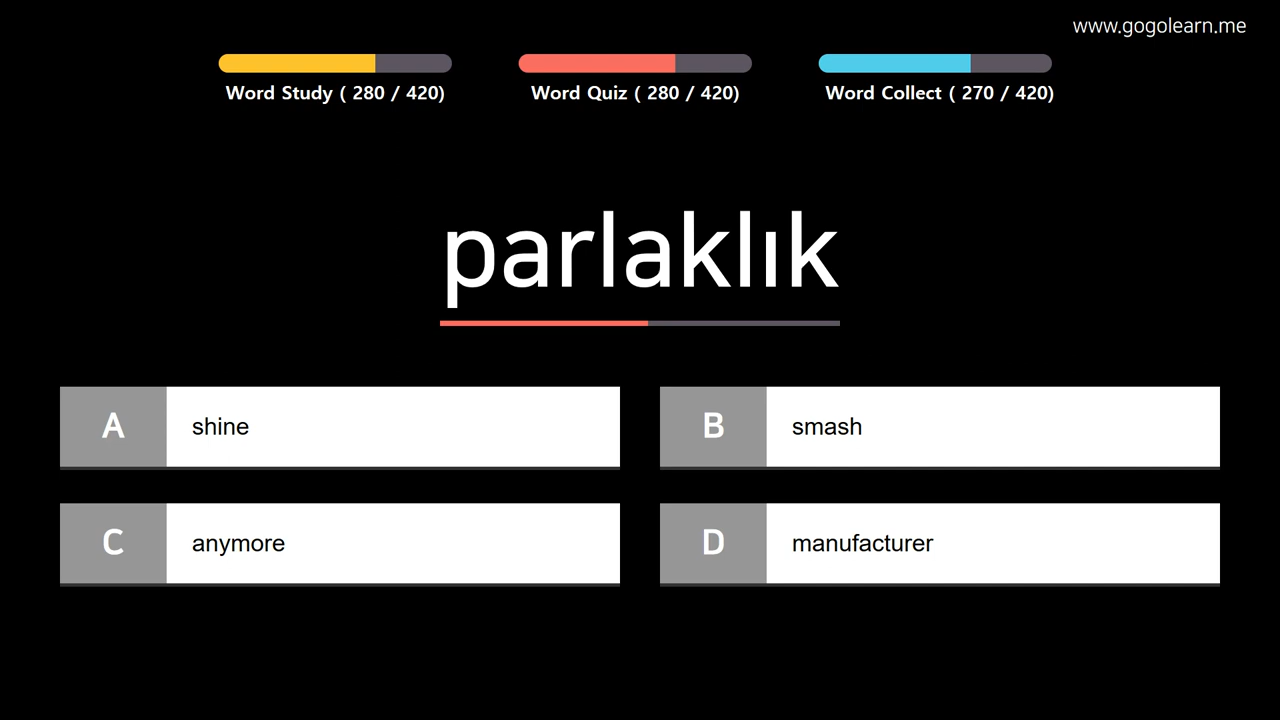 www.gogolearn.me
Word Study ( 280 / 420)
Word Quiz ( 280 / 420)
Word Collect ( 270 / 420)
parlaklık
A shine
B smash
C anymore
D manufacturer